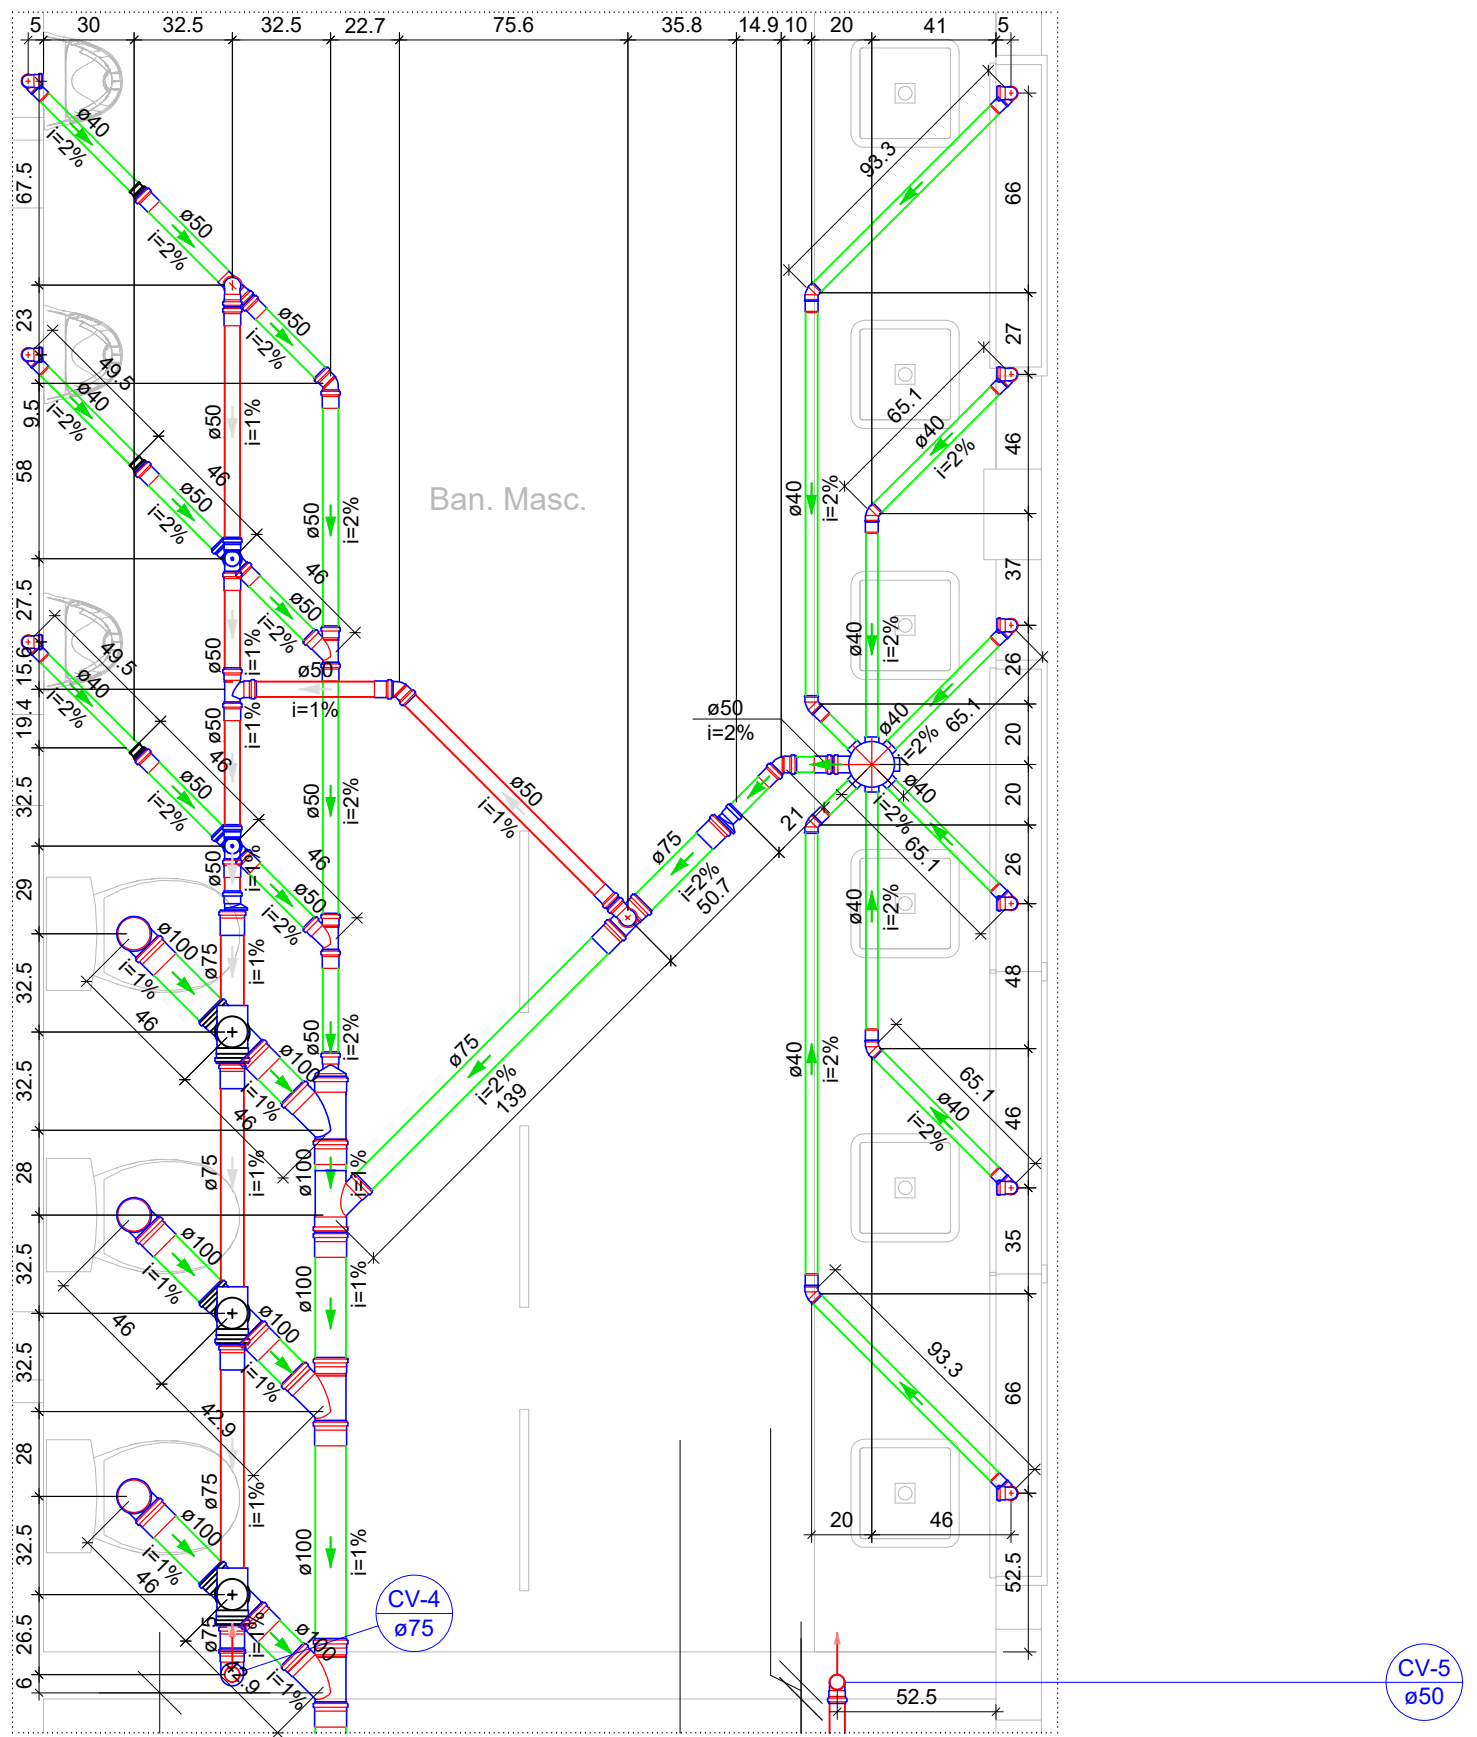 5 30 32.5 32.5 22.7 75.6 35.8 14.9 10 20 41 5
ø40
i=2%
67.5
ø50
i=2%
93.3
66
23
ø50
i=2%
27
49.5
ø40
i=2%
9.5
ø50
i=1%
65.1
ø40
i=2%
46
58
46
ø50
i=2%
Ban. Masc.
ø50
i=2%
ø40
i=2%
37
46
ø50
i=2%
27.5
15.6
49.5
ø40
i=2%
ø50
i=1%
ø50
i=1%
ø40
i=2%
26
19.4
ø50
i=1%
ø50
i=2%
ø40
i=2%
65.1
20
46
ø50
i=2%
ø50
i=2%
ø50
i=1%
32.5
21
ø40
i=2%
65.1
20
46
ø50
i=2%
ø50
i=1%
ø75
i=2%
50.7
26
29
ø100
i=1%
ø75
i=1%
ø40
i=2%
32.5
46
ø50
i=2%
48
ø100
i=1%
ø75
i=2%
139
ø40
i=2%
65.1
ø40
i=2%
32.5
46
46
28
ø75
i=1%
ø100
i=1%
35
32.5
ø100
i=1%
ø100
i=1%
46
ø100
i=1%
93.3
32.5
42.9
66
28
ø75
i=1%
32.5
ø100
i=1%
ø100
i=1%
20 46
46
52.5
CV-4
ø75
26.5
ø75
i=1%
ø100
i=1%
6
42.9
CV-5
ø50
52.5